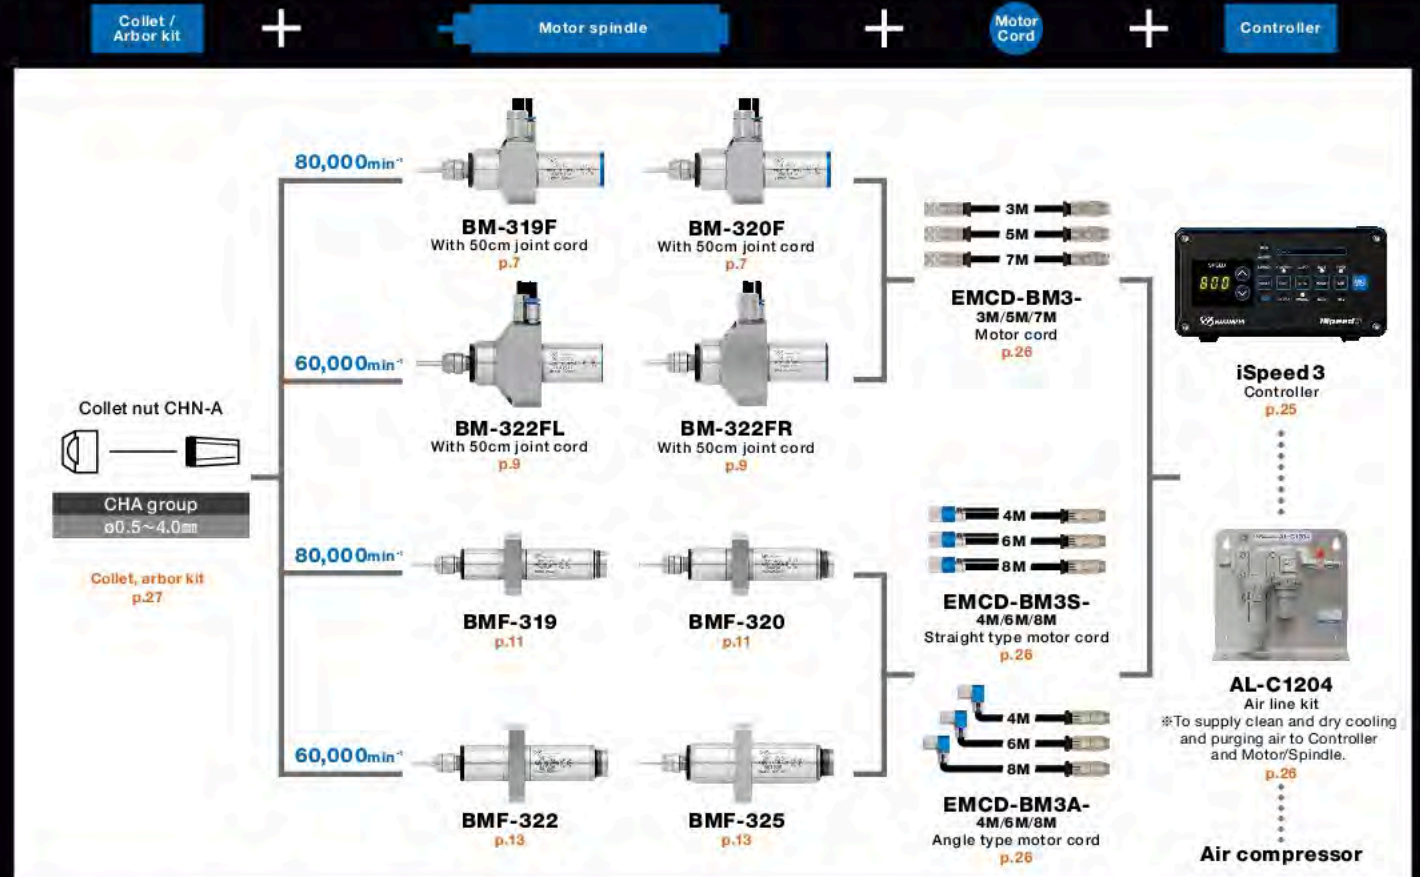 Collet /
Arbor kit
+
Motor spindle
+
Motor
Cord
+
Controller
80,000min⁻¹
BM-319F
With 50cm joint cord
p.7
BM-320F
With 50cm joint cord
p.7
60,000min⁻¹
BM-322FL
With 50cm joint cord
p.9
BM-322FR
With 50cm joint cord
p.9
Collet nut CHN-A
CHA group
ø0.5~4.0㎜
Collet, arbor kit
p.27
80,000min⁻¹
BMF-319
p.11
BMF-320
p.11
60,000min⁻¹
BMF-322
p.13
BMF-325
p.13
3M
5M
7M
EMCD-BM3-
3M/5M/7M
Motor cord
p.26
4M
6M
8M
EMCD-BM3S-
4M/6M/8M
Straight type motor cord
p.26
4M
6M
8M
EMCD-BM3A-
4M/6M/8M
Angle type motor cord
p.26
SPEED
800
iSpeed3
iSpeed 3
Controller
p.25
AL-C1204
AL-C1204
Air line kit
※To supply clean and dry cooling
and purging air to Controller
and Motor/Spindle.
p.26
Air compressor